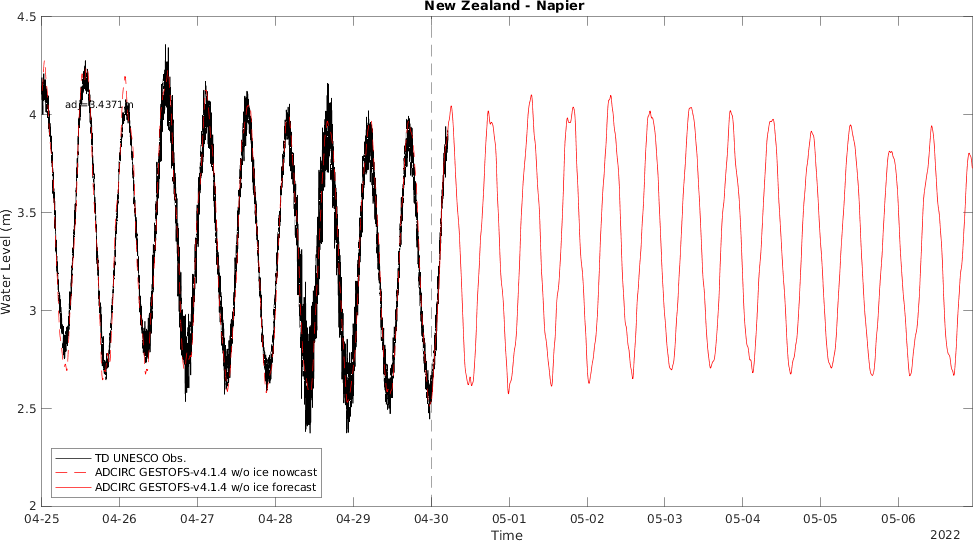 New Zealand - Napier
4.5
4
3.5
3
2.5
2
Water Level (m)
adj=3.4371m
TD UNESCO Obs.
ADCIRC GESTOFS-v4.1.4 w/o ice nowcast
ADCIRC GESTOFS-v4.1.4 w/o ice forecast
04-25 04-26 04-27 04-28 04-29 04-30 05-01 05-02 05-03 05-04 05-05 05-06
Time
2022